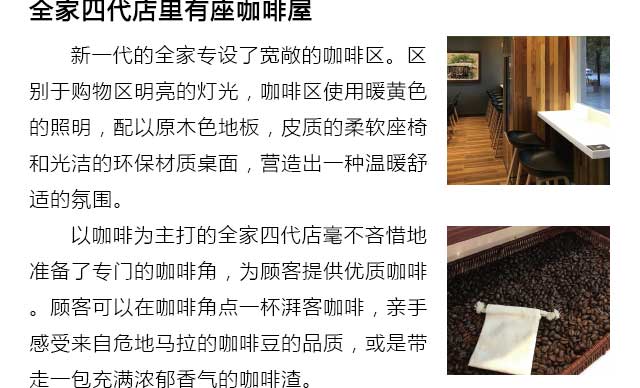 全家四代店里有座咖啡屋
新一代的全家专设了宽敞的咖啡区。区
别于购物区明亮的灯光，咖啡区使用暖黄色
的照明，配以原木色地板，皮质的柔软座椅
和光洁的环保材质桌面，营造出一种温暖舒
适的氛围。
以咖啡为主打的全家四代店毫不吝惜地
准备了专门的咖啡角，为顾客提供优质咖啡
。顾客可以在咖啡角点一杯湃客咖啡，亲手
感受来自危地马拉的咖啡豆的品质，或是带
走一包充满浓郁香气的咖啡渣。